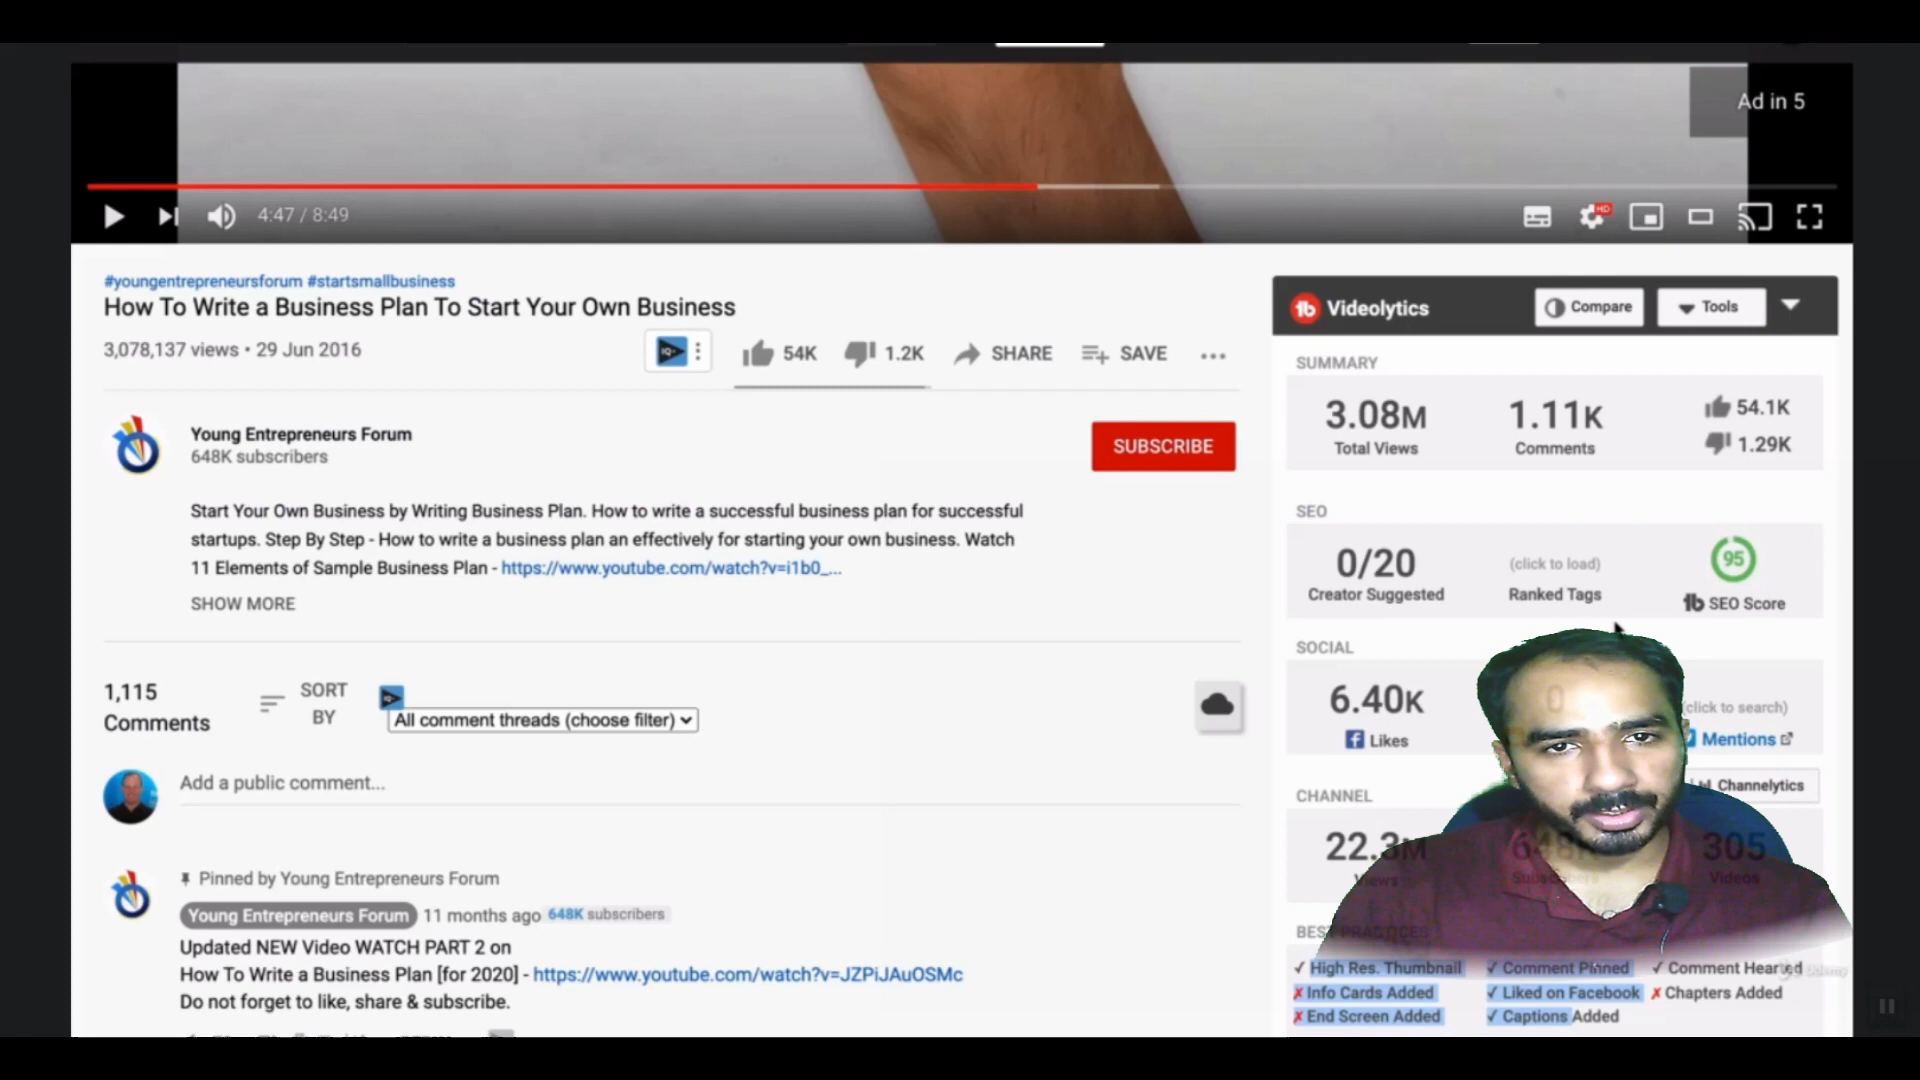 Ad in 5
4:47 / 8:49
HD
#youngentrepreneursforum #startsmallbusiness
How To Write a Business Plan To Start Your Own Business
3,078,137 views • 29 Jun 2016
IQ
54K
1.2K
SHARE
SAVE
Young Entrepreneurs Forum
648K subscribers
SUBSCRIBE
Start Your Own Business by Writing Business Plan. How to write a successful business plan for successful
startups. Step By Step - How to write a business plan an effectively for starting your own business. Watch
11 Elements of Sample Business Plan - https://www.youtube.com/watch?v=i1b0_...
SHOW MORE
1,115
Comments
SORT
BY
All comment threads (choose filter)
Add a public comment...
Pinned by Young Entrepreneurs Forum
Young Entrepreneurs Forum 11 months ago 648K subscribers
Updated NEW Video WATCH PART 2 on
How To Write a Business Plan [for 2020] - https://www.youtube.com/watch?v=JZPiJAuOSMc
Do not forget to like, share & subscribe.
tb Videolytics
Compare
Tools
SUMMARY
3.08M
Total Views
1.11K
Comments
54.1K
1.29K
SEO
0/20
Creator Suggested
(click to load)
Ranked Tags
95
tb SEO Score
SOCIAL
6.40K
Likes
0
(click to search)
Mentions
CHANNEL
Channelytics
22.3M
Views
648K
Subscribers
305
Videos
BEST PRACTICES
✓ High Res. Thumbnail
✓ Comment Pinned
✓ Comment Hearted
✗ Info Cards Added
✓ Liked on Facebook
✗ Chapters Added
✗ End Screen Added
✓ Captions Added